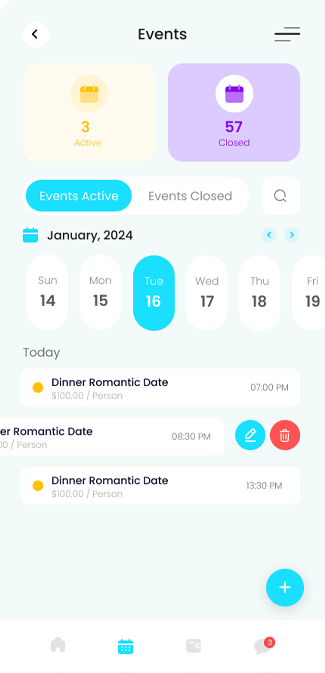 Events
3
Active
57
Closed
Events Active
Events Closed
January, 2024
Sun
14
Mon
15
Tue
16
Wed
17
Thu
18
Fri
19
Today
Dinner Romantic Date
$100.00 / Person
07:00 PM
er Romantic Date
00 / Person
08:30 PM
Dinner Romantic Date
$100.00 / Person
13:30 PM
3